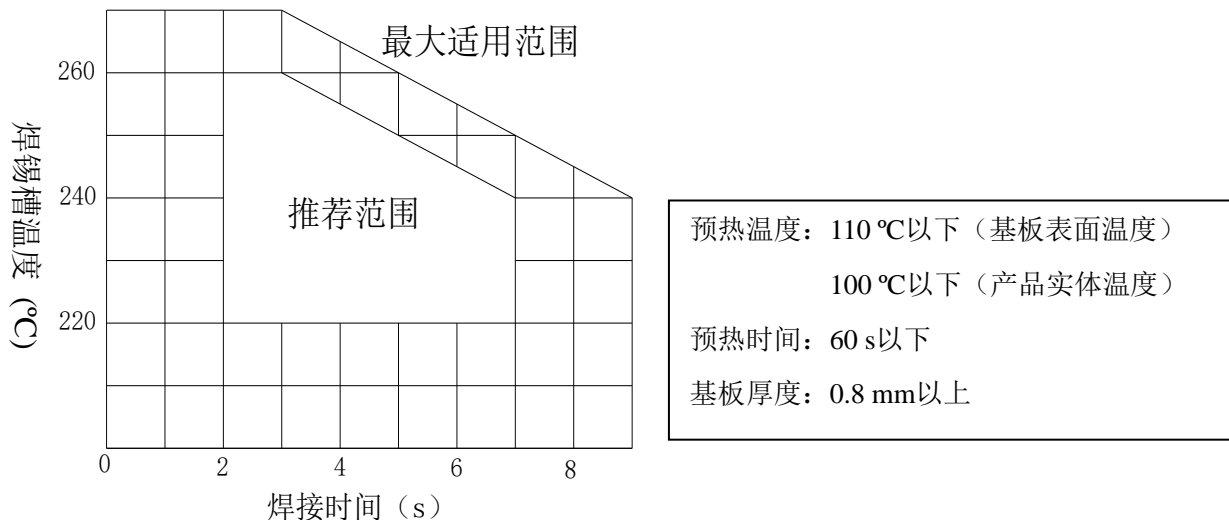 最大适用范围
260
240
220
焊锡槽温度 (℃)
推荐范围
0 2 4 6 8
焊接时间（s）
预热温度：110 ℃以下（基板表面温度）
100 ℃以下（产品实体温度）
预热时间：60 s以下
基板厚度：0.8 mm以上